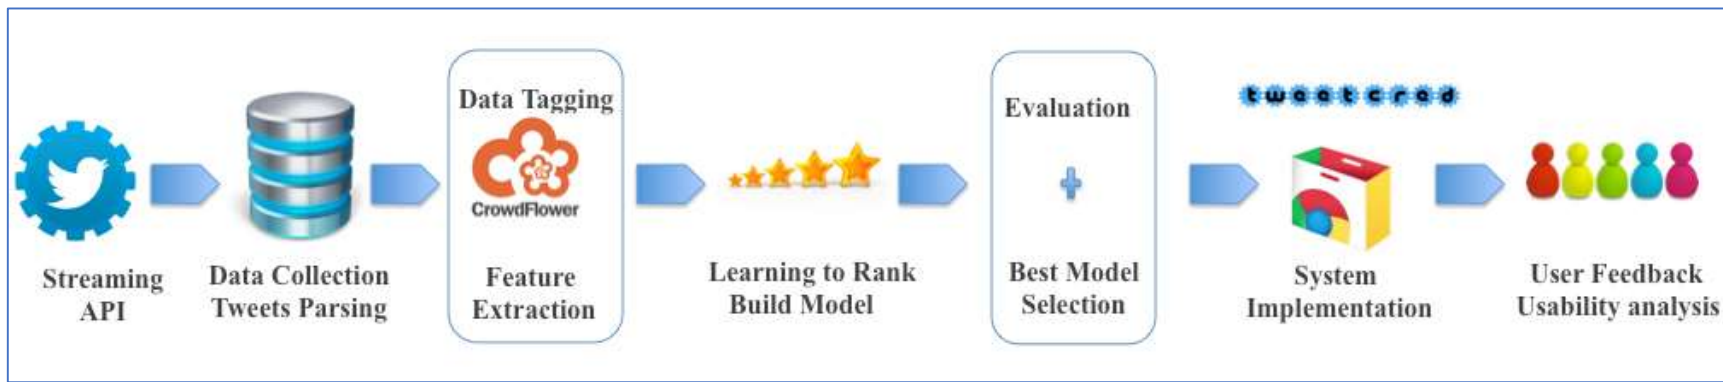 Streaming
API
Data Collection
Tweets Parsing
Data Tagging
CrowdFlower
Feature
Extraction
Learning to Rank
Build Model
Evaluation
+
Best Model
Selection
tweetcred
System
Implementation
User Feedback
Usability analysis